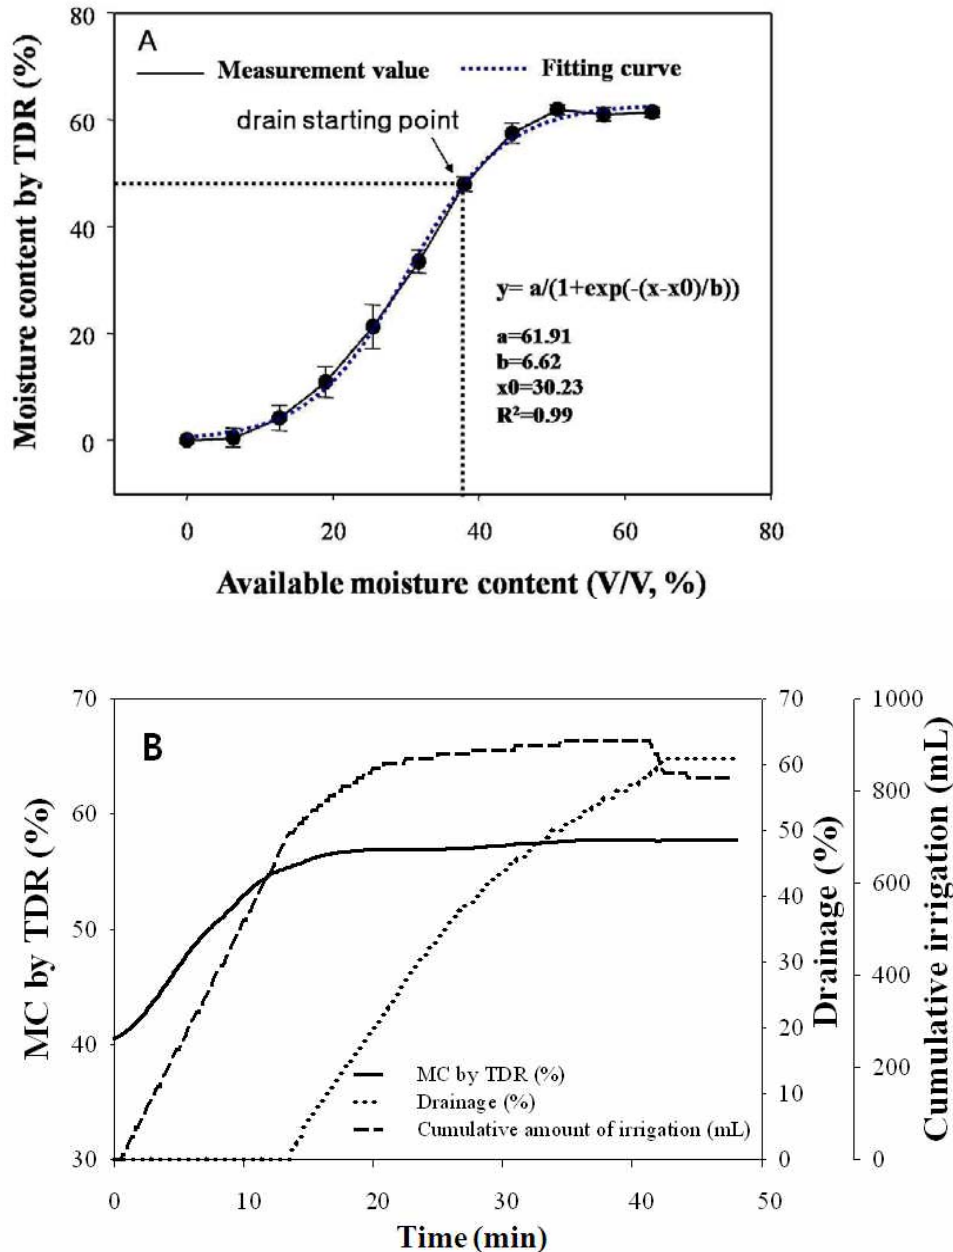 A
Measurement value
Fitting curve
drain starting point
y= a/(1+exp(-(x-x0)/b))
a=61.91
b=6.62
x0=30.23
R²=0.99
Moisture content by TDR (%)
80
60
40
20
0
0 20 40 60 80
Available moisture content (V/V, %)
B
MC by TDR (%)
70
60
50
40
30
MC by TDR (%)
Drainage (%)
Cumulative amount of irrigation (mL)
70
60
50
40
30
20
10
0
Drainage (%)
1000
800
600
400
200
0
Cumulative irrigation (mL)
0 10 20 30 40 50
Time (min)